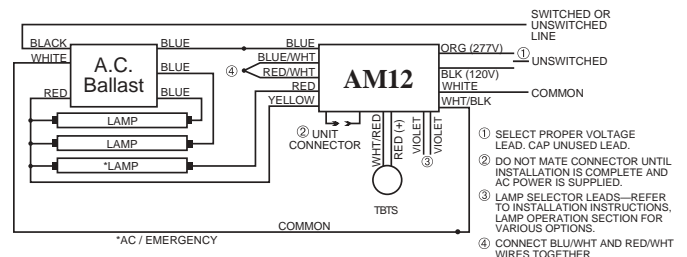 SWITCHED OR
UNSWITCHED
LINE
BLACK
BLUE
BLUE
ORG (277V)
①
WHITE
BLUE/WHT
UNSWITCHED
A.C.
Ballast
BLUE
④
RED/WHT
AM12
BLK (120V)
RED
WHITE
COMMON
RED
BLUE
YELLOW
WHT/BLK
LAMP
② UNIT
CONNECTOR
WHT/RED
RED (+)
VIOLET
VIOLET
③
LAMP
*LAMP
TBTS
COMMON
*AC / EMERGENCY
① SELECT PROPER VOLTAGE
LEAD. CAP UNUSED LEAD.
② DO NOT MATE CONNECTOR UNTIL
INSTALLATION IS COMPLETE AND
AC POWER IS SUPPLIED.
③ LAMP SELECTOR LEADS—REFER
TO INSTALLATION INSTRUCTIONS,
LAMP OPERATION SECTION FOR
VARIOUS OPTIONS.
④ CONNECT BLU/WHT AND RED/WHT
WIRES TOGETHER